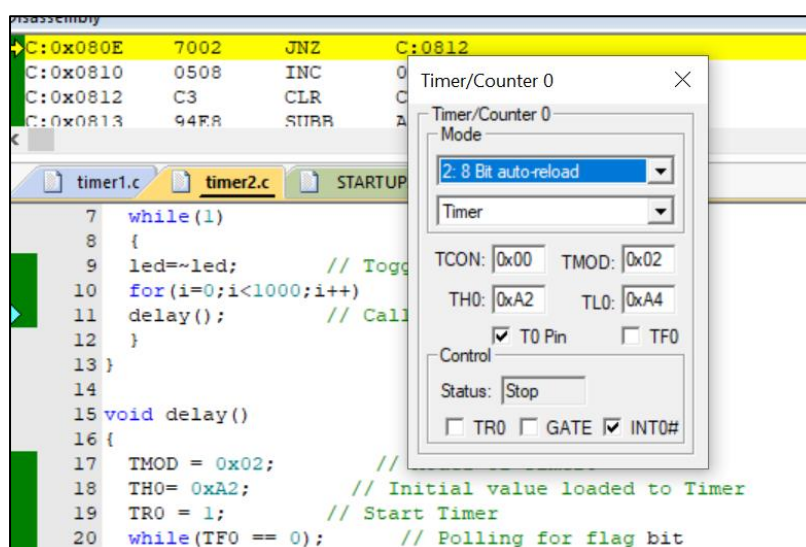 Disassembly
C:0x080E 7002 JNZ C:0812
C:0x0810 0508 INC 0
C:0x0812 C3 CLR C
C:0x0813 94E8 SUBB A
timer1.c timer2.c STARTUP
7 while(1)
8 {
9 led=~led; // Togg
10 for(i=0;i<1000;i++)
11 delay(); // Call
12 }
13 }
14
15 void delay()
16 {
17 TMOD = 0x02; //
18 TH0= 0xA2; // Initial value loaded to Timer
19 TR0 = 1; // Start Timer
20 while(TF0 == 0); // Polling for flag bit
Timer/Counter 0
Timer/Counter 0
Mode
2: 8 Bit auto-reload
Timer
TCON: 0x00 TMOD: 0x02
TH0: 0xA2 TL0: 0xA4
T0 Pin TF0
Control
Status: Stop
TR0 GATE INT0#